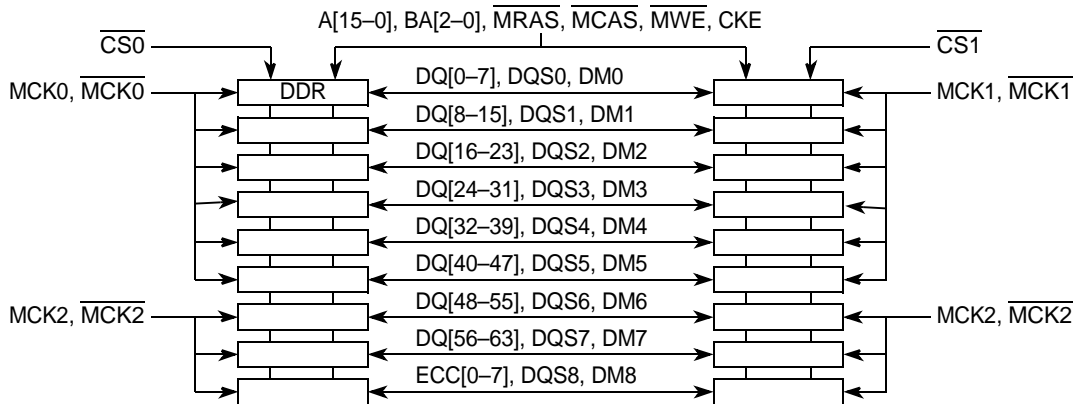 A[15–0], BA[2–0], MRAS, MCAS, MWE, CKE
CS0
CS1
MCK0, MCK0
DDR
DQ[0–7], DQS0, DM0
MCK1, MCK1
DQ[8–15], DQS1, DM1
DQ[16–23], DQS2, DM2
DQ[24–31], DQS3, DM3
DQ[32–39], DQS4, DM4
DQ[40–47], DQS5, DM5
MCK2, MCK2
DQ[48–55], DQS6, DM6
MCK2, MCK2
DQ[56–63], DQS7, DM7
ECC[0–7], DQS8, DM8